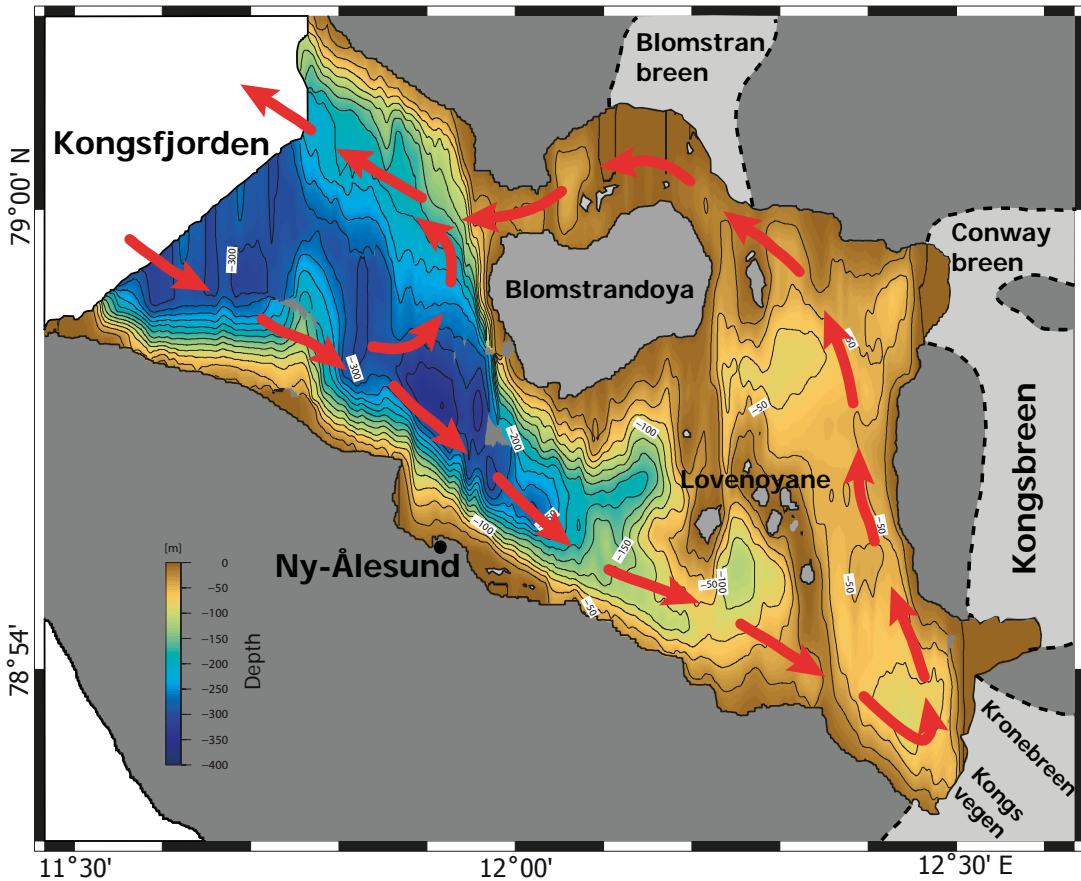 Blomstran
breen
Kongsfjorden
79°00' N
Conway
breen
−300
Blomstrandoya
−50
−300
−50
−100
−200
Lovenoyane
Kongsbreen
−100
−50
−150
−50
−100
−50
Ny-Ålesund
−50
[m]
0
−50
−100
−150
−200
−250
−300
−350
−400
Depth
78°54'
Kronebreen
Kongs
vegen
11°30'
12°00'
12°30' E